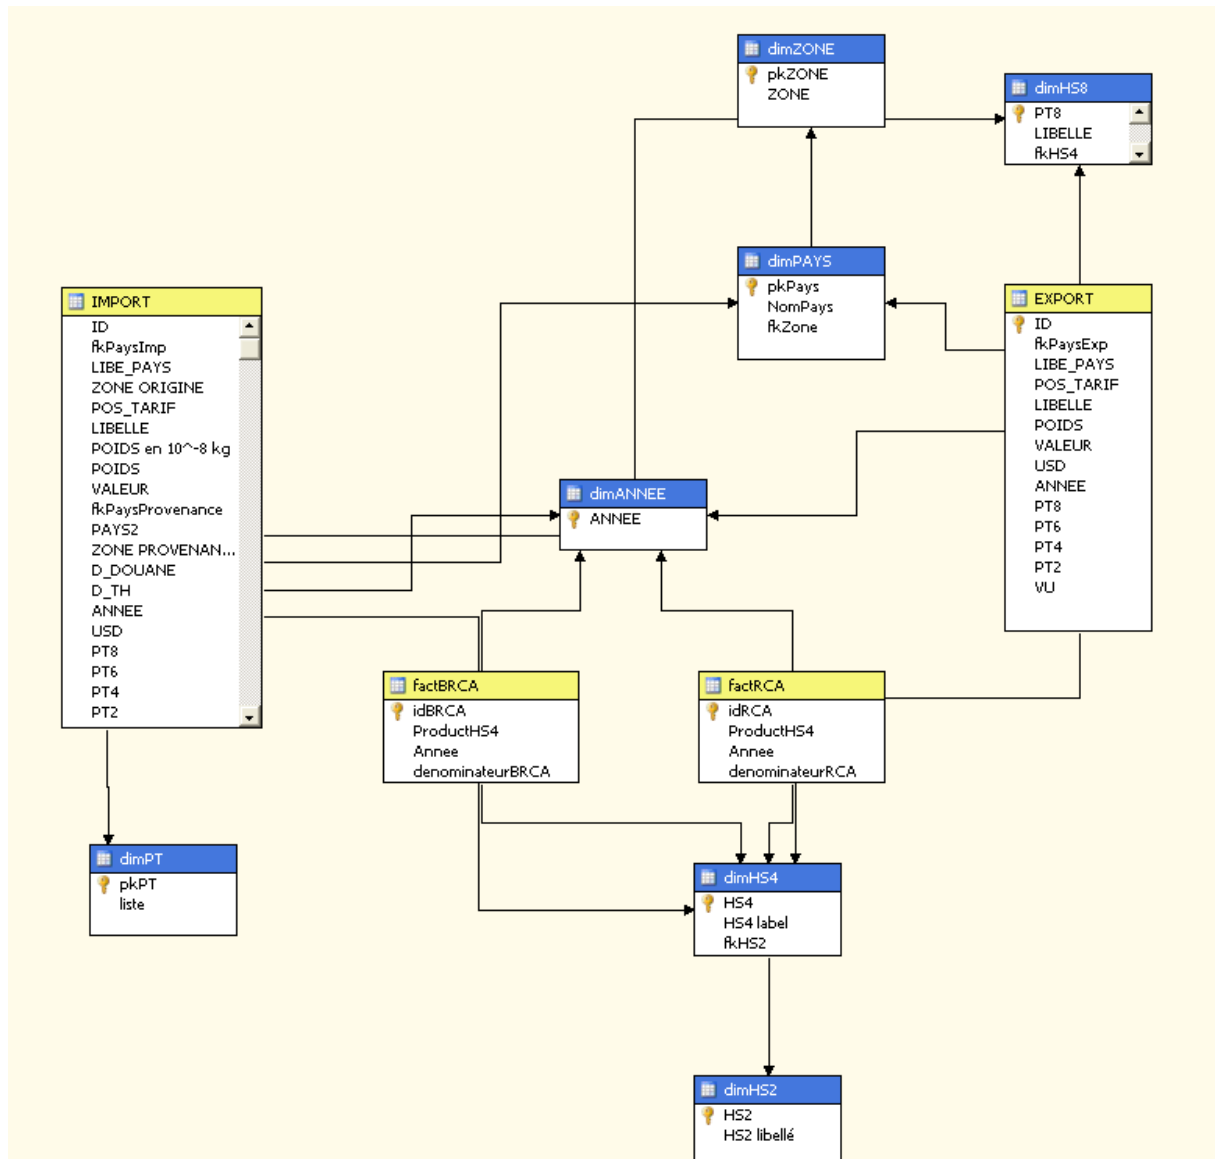 dimZONE
pkZONE
ZONE
dimHS8
PT8
LIBELLE
fkHS4
dimPAYS
pkPays
NomPays
fkZone
IMPORT
ID
fkPaysImp
LIBE_PAYS
ZONE ORIGINE
POS_TARIF
LIBELLE
POIDS en 10^-8 kg
POIDS
VALEUR
fkPaysProvenance
PAYS2
ZONE PROVENAN...
D_DOUANE
D_TH
ANNEE
USD
PT8
PT6
PT4
PT2
EXPORT
ID
fkPaysExp
LIBE_PAYS
POS_TARIF
LIBELLE
POIDS
VALEUR
USD
ANNEE
PT8
PT6
PT4
PT2
VU
dimANNEE
ANNEE
factBRCA
idBRCA
ProductHS4
Annee
denominateurBRCA
factRCA
idRCA
ProductHS4
Annee
denominateurRCA
dimPT
pkPT
liste
dimHS4
HS4
HS4 label
fkHS2
dimHS2
HS2
HS2 libellé